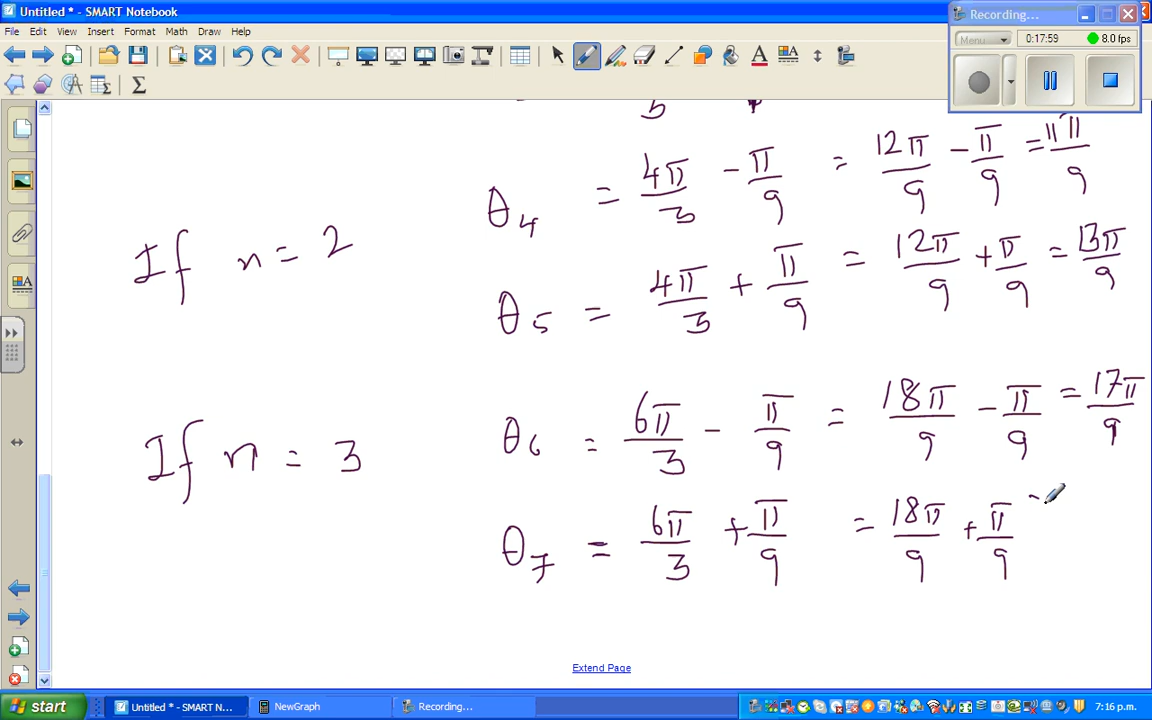 Untitled * - SMART Notebook
File Edit View Insert Format Math Draw Help
Recording...
Menu
0:17:59 8.0 fps
θ4 = 4π/3 - π/9 = 12π/9 - π/9 = 11π/9
If n = 2
θ5 = 4π/3 + π/9 = 12π/9 + π/9 = 13π/9
θ6 = 6π/3 - π/9 = 18π/9 - π/9 = 17π/9
If n = 3
θ7 = 6π/3 + π/9 = 18π/9 + π/9
Extend Page
start Untitled * - SMART N... NewGraph Recording... 7:16 p.m.